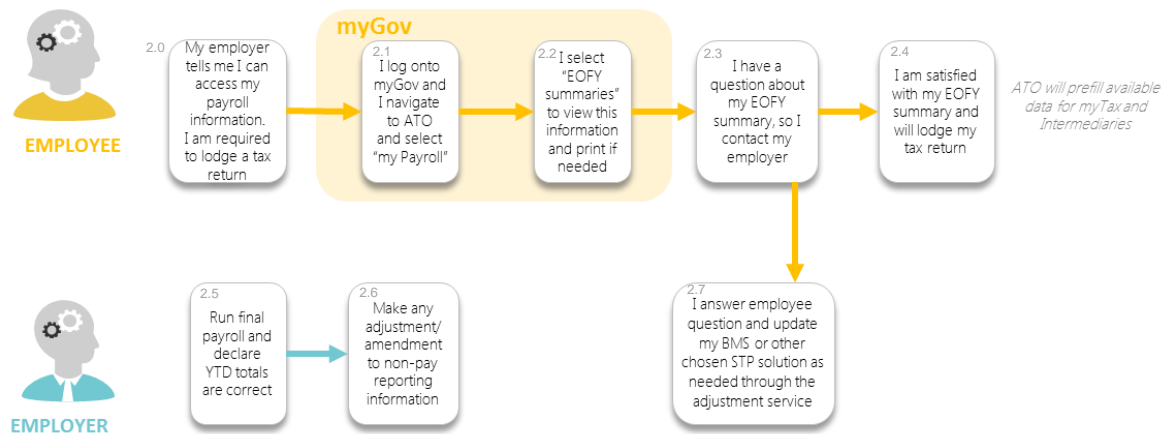 myGov
2.0
My employer
tells me I can
access my
payroll
information.
I am required
to lodge a tax
return
2.1
I log onto
myGov and
I navigate
to ATO
and select
“my Payroll”
2.2
I select
“EOFY
summaries”
to view this
information
and print if
needed
2.3
I have a
question about
my EOFY
summary, so I
contact my
employer
2.4
I am satisfied
with my EOFY
summary and
will lodge my
tax return
ATO will prefill available
data for myTax and
Intermediaries
EMPLOYEE
2.5
Run final
payroll and
declare
YTD totals
are correct
2.6
Make any
adjustment/
amendment
to non-pay
reporting
information
2.7
I answer employee
question and update
my BMS or other
chosen STP solution as
needed through the
adjustment service
EMPLOYER